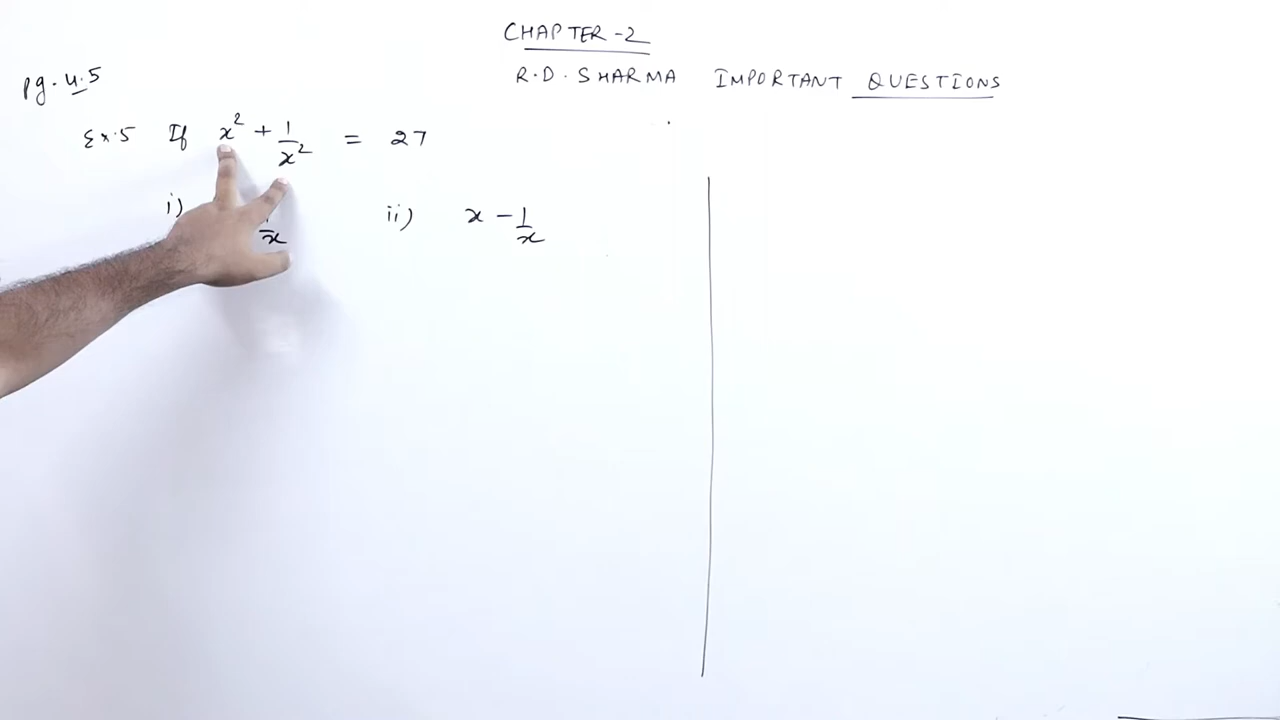 CHAPTER-2
R.D. SHARMA IMPORTANT QUESTIONS
pg. 4.5
Ex.5 If x² + 1/x² = 27
i) 1/x ii) x - 1/x